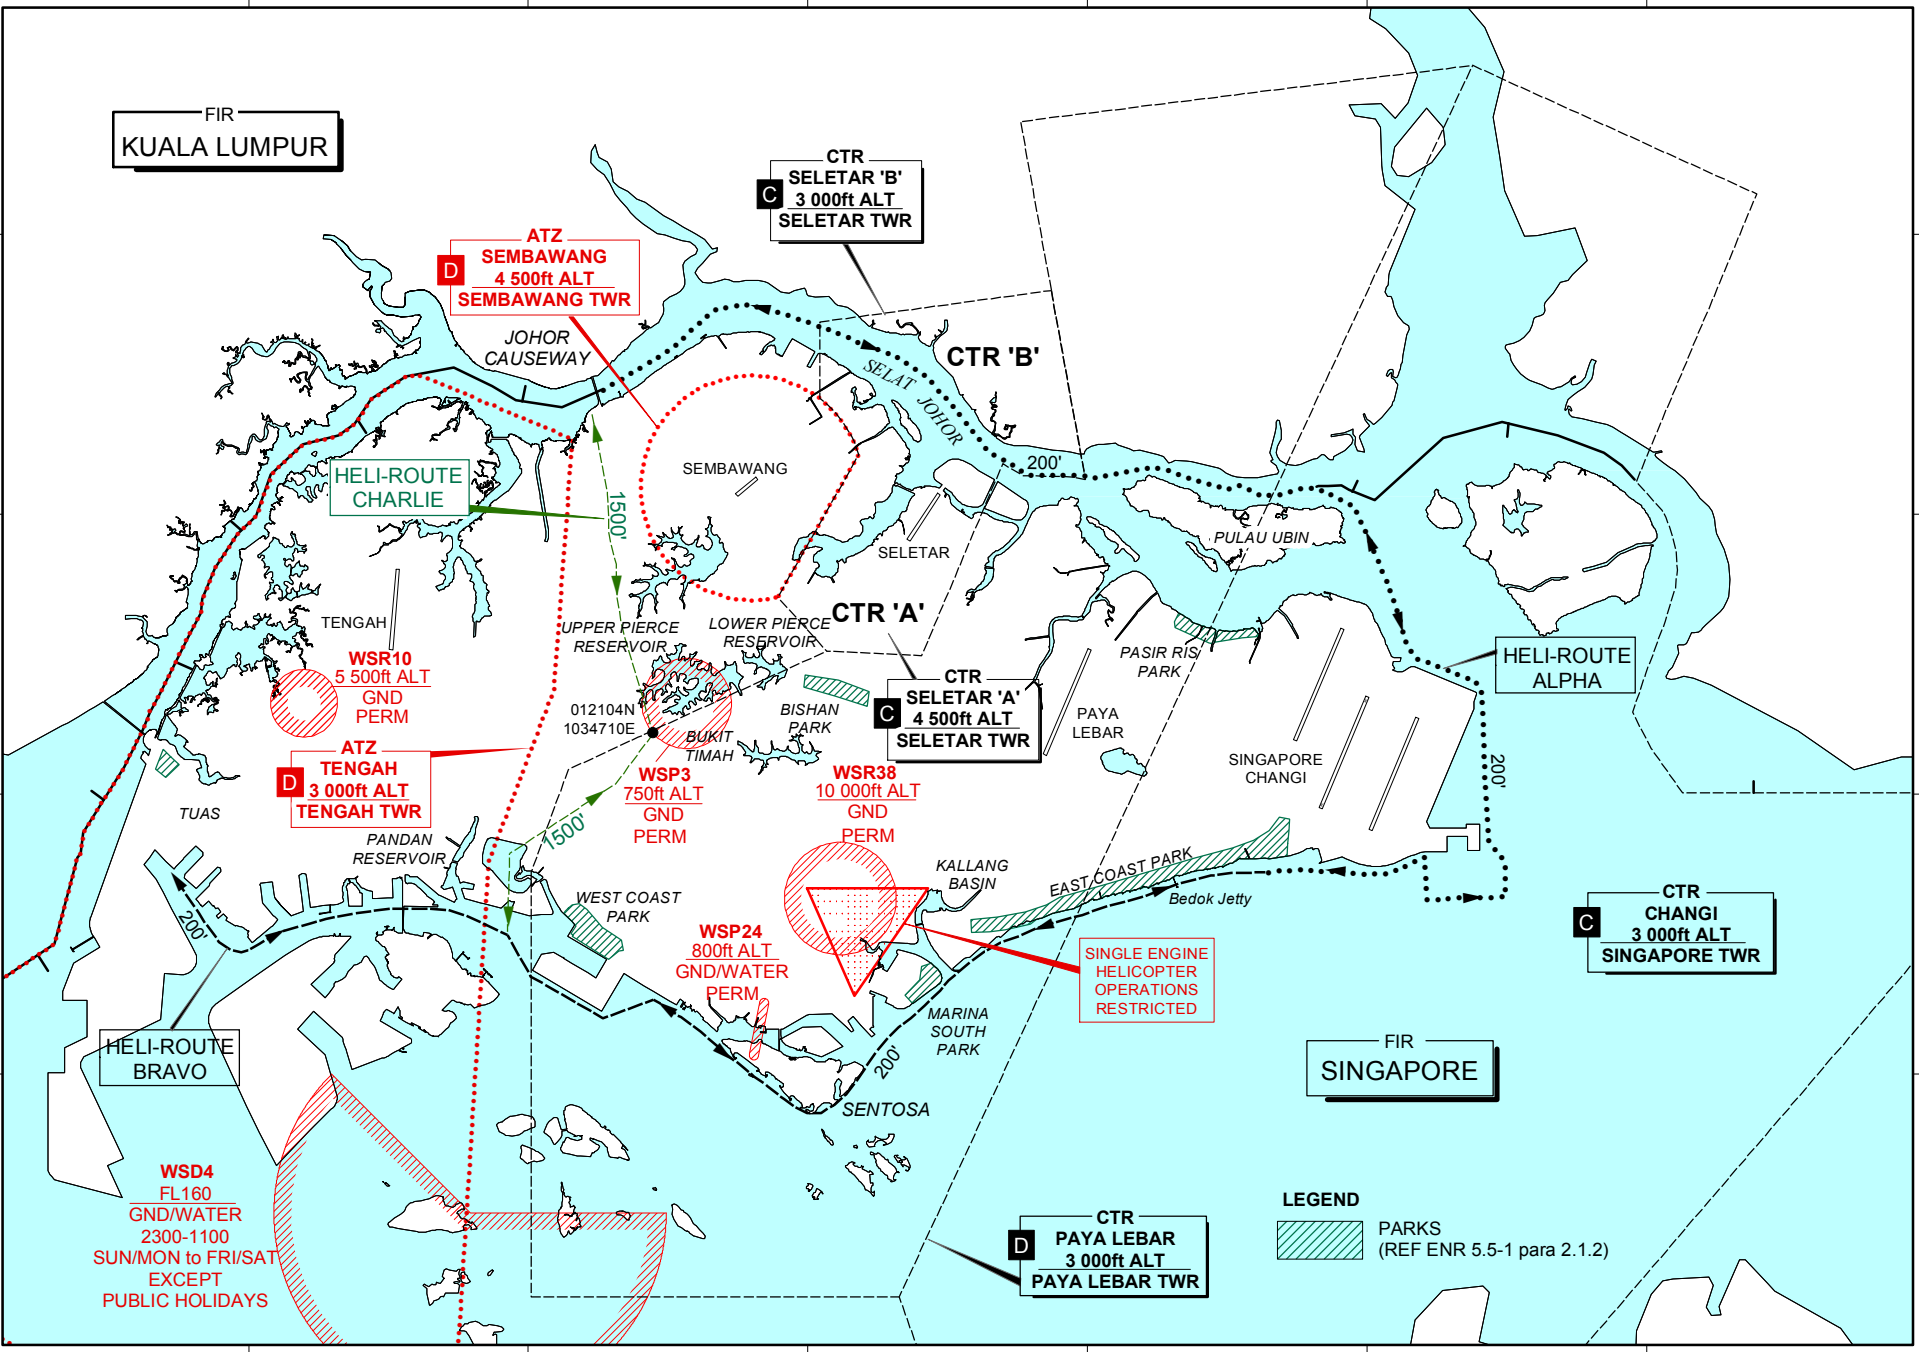 FIR
KUALA LUMPUR
CTR
SELETAR 'B'
C
3 000ft ALT
SELETAR TWR
ATZ
SEMBAWANG
D
4 500ft ALT
SEMBAWANG TWR
JOHOR
CAUSEWAY
CTR 'B'
SELAT
JOHOR
200'
HELI-ROUTE
CHARLIE
1500'
SEMBAWANG
SELETAR
PULAU UBIN
TENGAH
UPPER PIERCE
RESERVOIR
LOWER PIERCE
RESERVOIR
CTR 'A'
PASIR RIS
PARK
HELI-ROUTE
ALPHA
WSR10
5 500ft ALT
GND
PERM
012104N
1034710E
BUKIT
TIMAH
BISHAN
PARK
CTR
SELETAR 'A'
C
4 500ft ALT
SELETAR TWR
PAYA
LEBAR
SINGAPORE
CHANGI
200'
ATZ
TENGAH
D
3 000ft ALT
TENGAH TWR
WSP3
750ft ALT
GND
PERM
WSR38
10 000ft ALT
GND
PERM
TUAS
PANDAN
RESERVOIR
1500'
KALLANG
BASIN
EAST COAST PARK
Bedok Jetty
WEST COAST
PARK
200'
WSP24
800ft ALT
GND/WATER
PERM
SINGLE ENGINE
HELICOPTER
OPERATIONS
RESTRICTED
CTR
CHANGI
C
3 000ft ALT
SINGAPORE TWR
MARINA
SOUTH
PARK
HELI-ROUTE
BRAVO
200'
SENTOSA
FIR
SINGAPORE
WSD4
FL160
GND/WATER
2300-1100
SUN/MON to FRI/SAT
EXCEPT
PUBLIC HOLIDAYS
CTR
PAYA LEBAR
D
3 000ft ALT
PAYA LEBAR TWR
LEGEND
PARKS
(REF ENR 5.5-1 para 2.1.2)